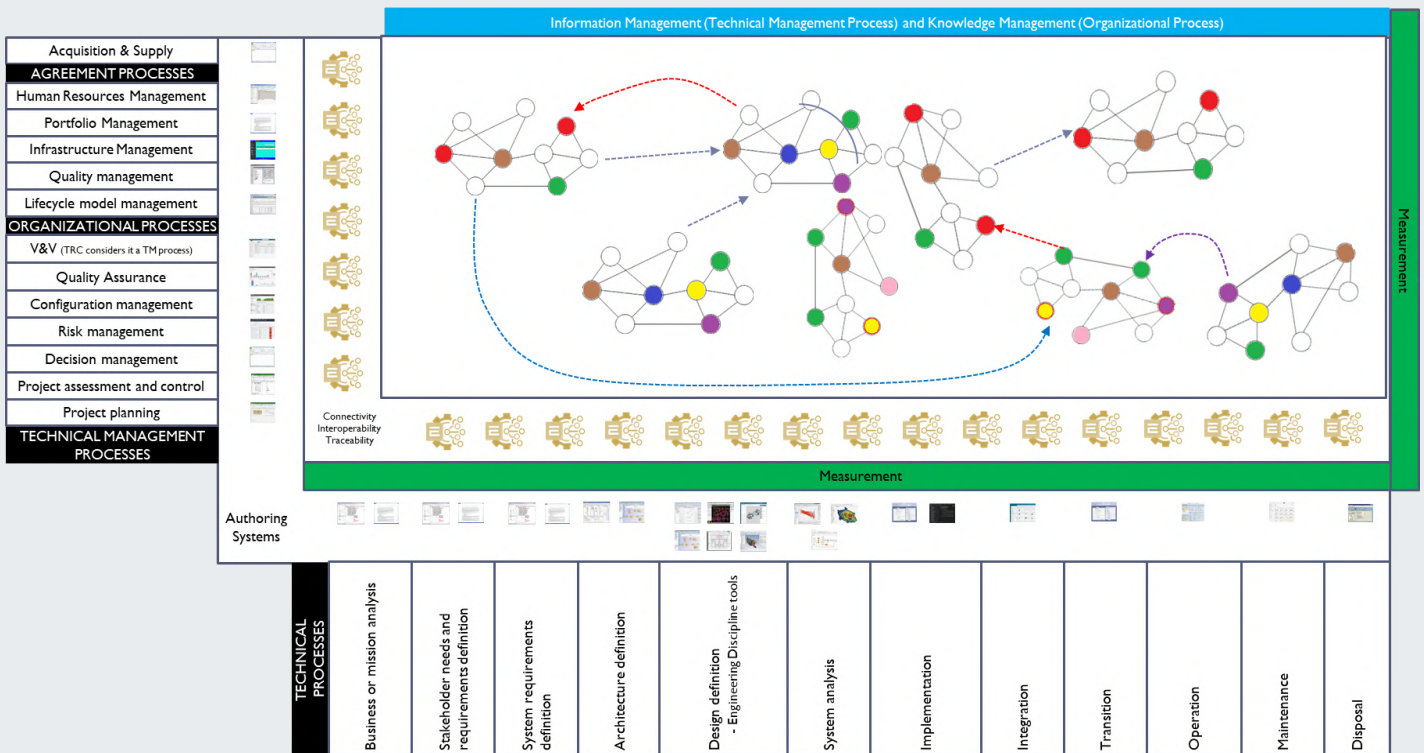 Information Management (Technical Management Process) and Knowledge Management (Organizational Process)
Acquisition & Supply
AGREEMENT PROCESSES
Human Resources Management
Portfolio Management
Infrastructure Management
Quality management
Lifecycle model management
ORGANIZATIONAL PROCESSES
V&V (TRC considers it a TM process)
Quality Assurance
Configuration management
Risk management
Decision management
Project assessment and control
Project planning
TECHNICAL MANAGEMENT
PROCESSES
Connectivity
Interoperability
Traceability
Measurement
Measurement
Authoring
Systems
TECHNICAL
PROCESSES
Business or mission analysis
Stakeholder needs and
requirements definition
System requirements
definition
Architecture definition
Design definition
- Engineering Discipline tools
System analysis
Implementation
Integration
Transition
Operation
Maintenance
Disposal